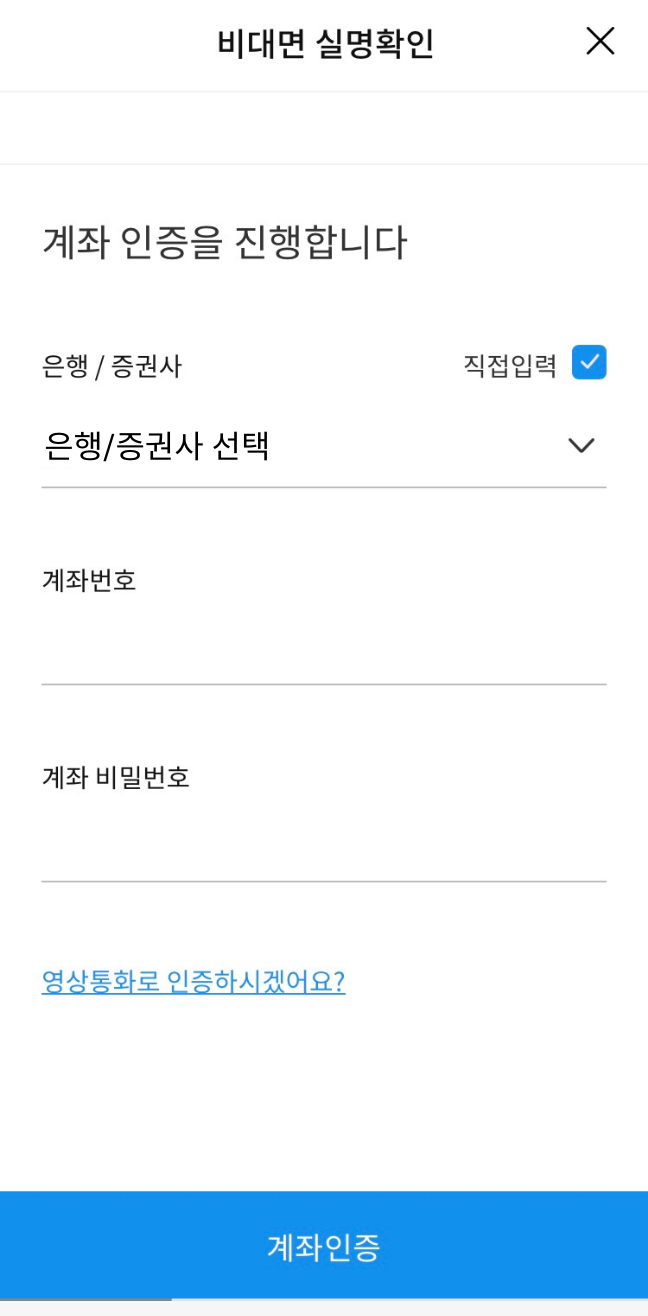 비대면 실명확인
계좌 인증을 진행합니다
은행 / 증권사 직접입력
은행/증권사 선택
계좌번호
계좌 비밀번호
영상통화로 인증하시겠어요?
계좌인증